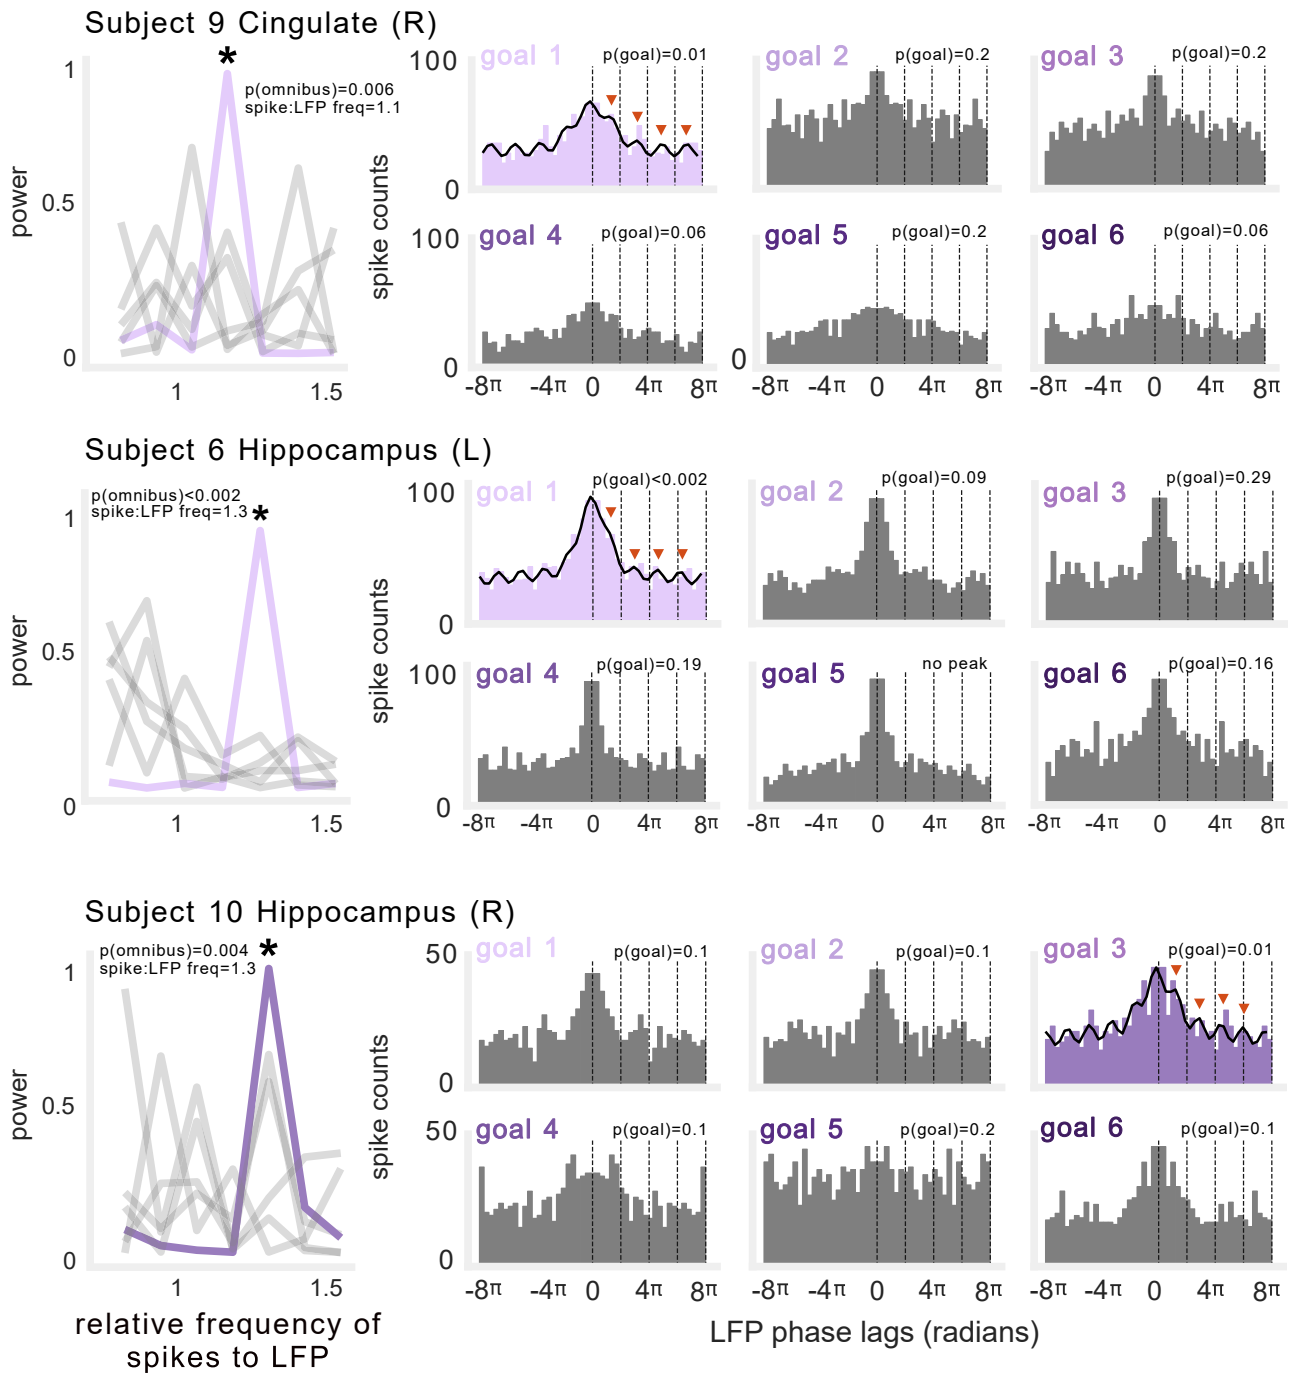 Subject 9 Cingulate (R)
*
p(omnibus)=0.006
spike:LFP freq=1.1
power
1
0.5
0
1
1.5
spike counts
100
0
goal 1
p(goal)=0.01
goal 2
p(goal)=0.2
goal 3
p(goal)=0.2
100
0
goal 4
p(goal)=0.06
goal 5
p(goal)=0.2
0
goal 6
p(goal)=0.06
-8π -4π 0 4π 8π
-8π -4π 0 4π 8π
-8π -4π 0 4π 8π
Subject 6 Hippocampus (L)
p(omnibus)<0.002
spike:LFP freq=1.3
*
power
1
0.5
0
1
1.5
spike counts
100
0
goal 1
p(goal)<0.002
goal 2
p(goal)=0.09
goal 3
p(goal)=0.29
100
0
goal 4
p(goal)=0.19
goal 5
no peak
goal 6
p(goal)=0.16
-8π -4π 0 4π 8π
-8π -4π 0 4π 8π
-8π -4π 0 4π 8π
Subject 10 Hippocampus (R)
p(omnibus)=0.004
spike:LFP freq=1.3
*
power
1
0.5
0
1
1.5
relative frequency of
spikes to LFP
spike counts
50
0
goal 1
p(goal)=0.1
goal 2
p(goal)=0.1
goal 3
p(goal)=0.01
50
0
goal 4
p(goal)=0.1
goal 5
p(goal)=0.2
goal 6
p(goal)=0.1
-8π -4π 0 4π 8π
-8π -4π 0 4π 8π
-8π -4π 0 4π 8π
LFP phase lags (radians)